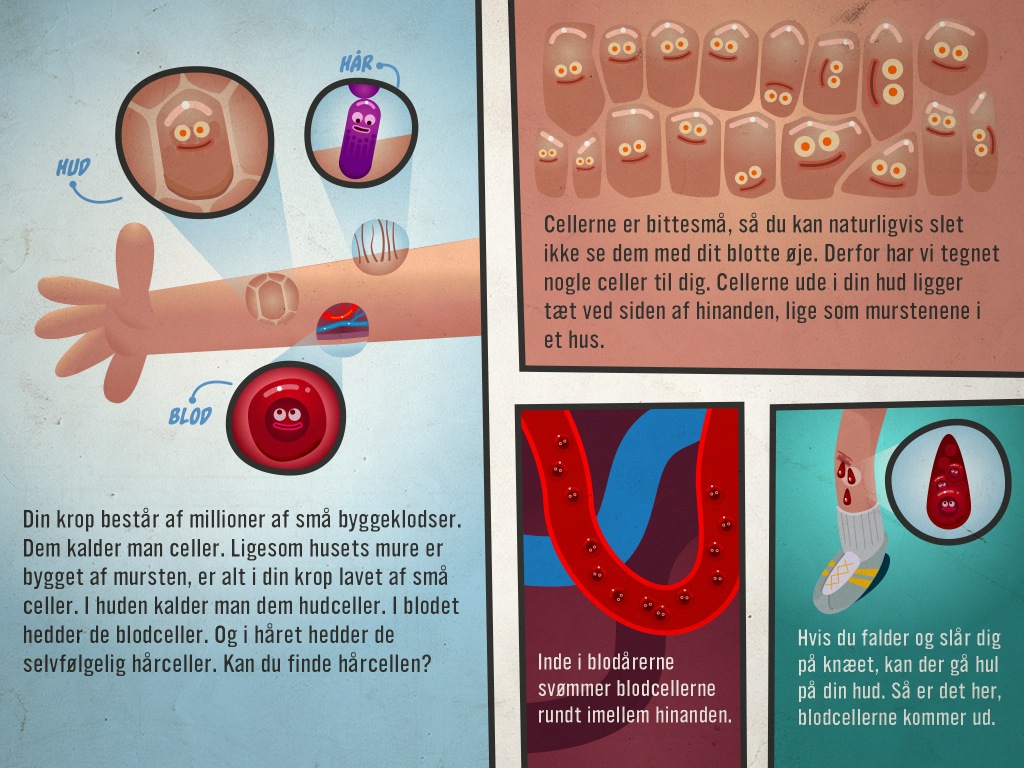 HÅR
HUD
BLOD
Din krop består af millioner af små byggeklodser.
Dem kalder man celler. Ligesom husets mure er
bygget af mursten, er alt i din krop lavet af små
celler. I huden kalder man dem hudceller. I blodet
hedder de blodceller. Og i håret hedder de
selvfølgelig hårceller. Kan du finde hårcellen?
Cellerne er bittesmå, så du kan naturligvis slet
ikke se dem med dit blotte øje. Derfor har vi tegnet
nogle celler til dig. Cellerne ude i din hud ligger
tæt ved siden af hinanden, lige som murstenene i
et hus.
Inde i blodårerne
svømmer blodcellerne
rundt imellem hinanden.
Hvis du falder og slår dig
på knæet, kan der gå hul
på din hud. Så er det her,
blodcellerne kommer ud.